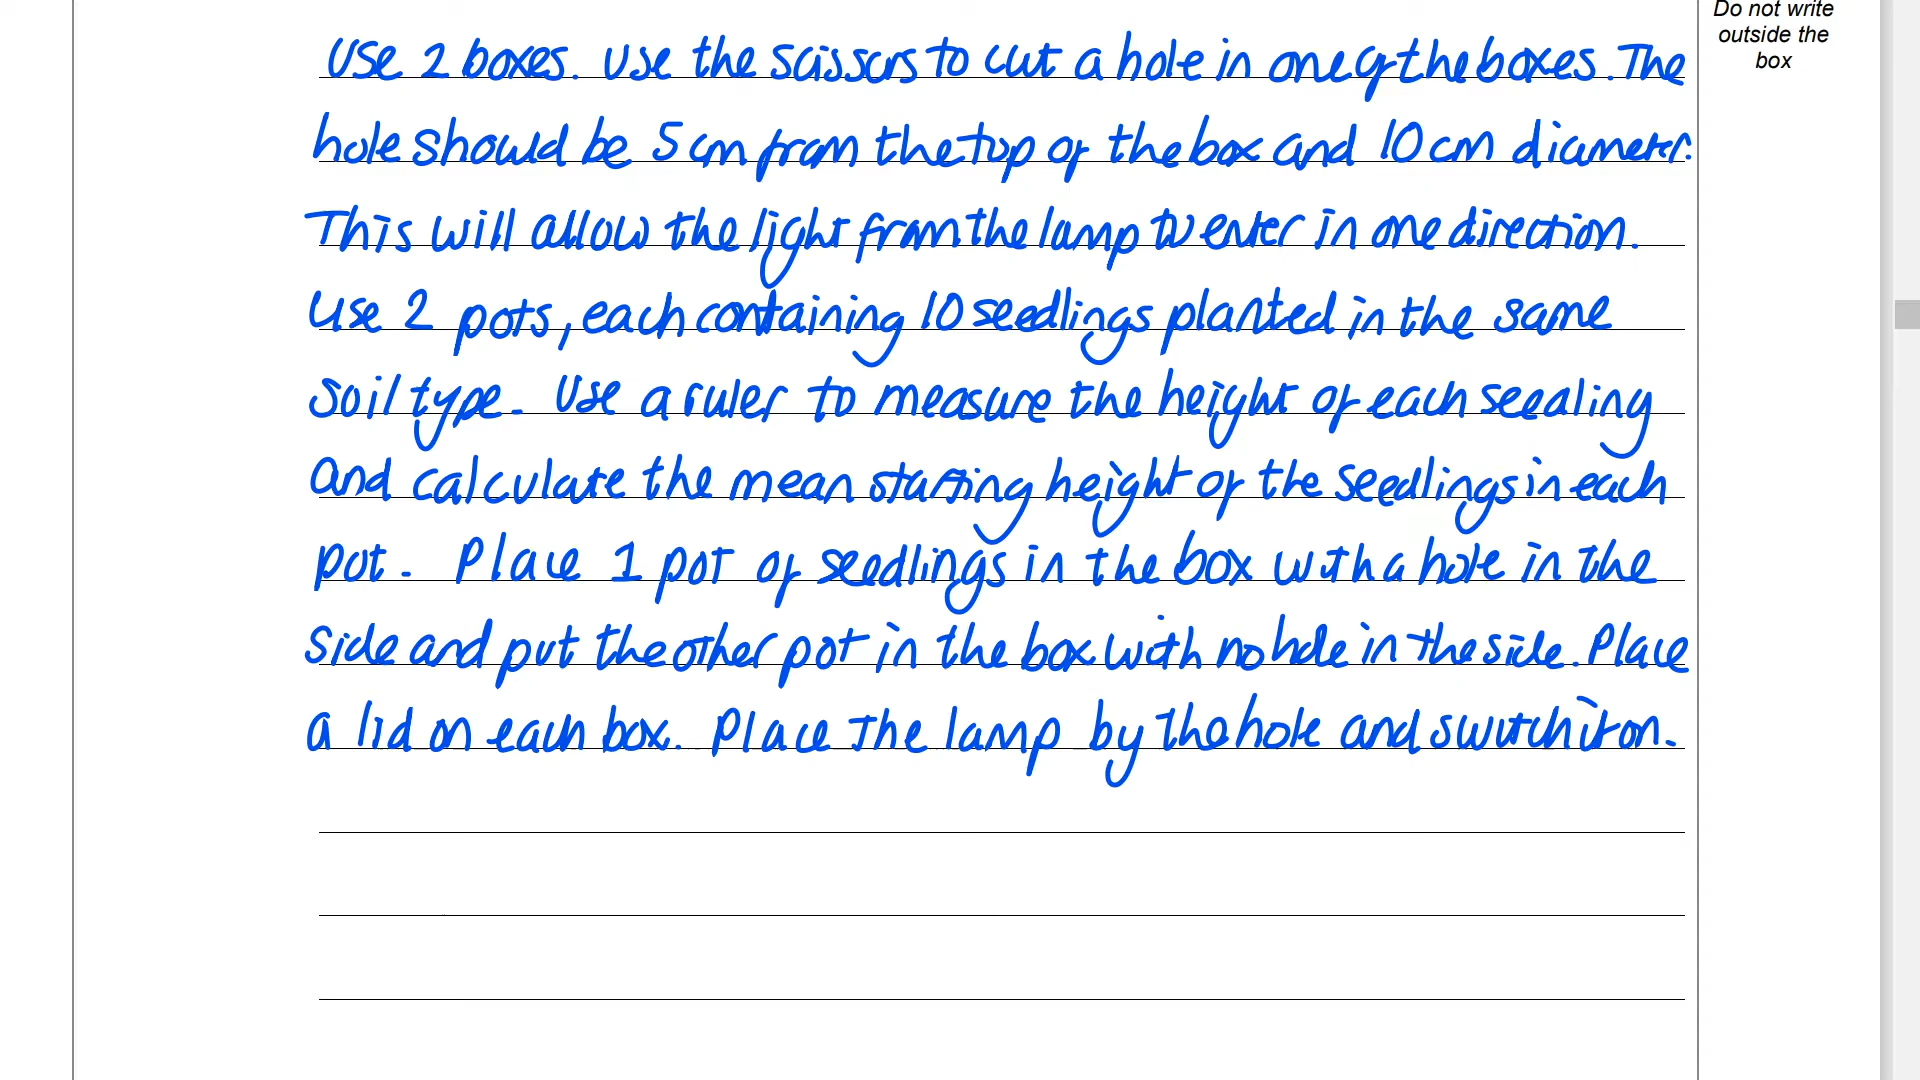 Do not write
outside the
box
Use 2 boxes. Use the scissors to cut a hole in one of the boxes. The
hole should be 5 cm from the top of the box and 10 cm diameter.
This will allow the light from the lamp to enter in one direction.
Use 2 pots, each containing 10 seedlings planted in the same
soil type. Use a ruler to measure the height of each seedling
and calculate the mean starting height of the seedlings in each
pot. Place 1 pot of seedlings in the box with a hole in the
side and put the other pot in the box with no hole in the side. Place
a lid on each box. Place the lamp by the hole and switch it on.